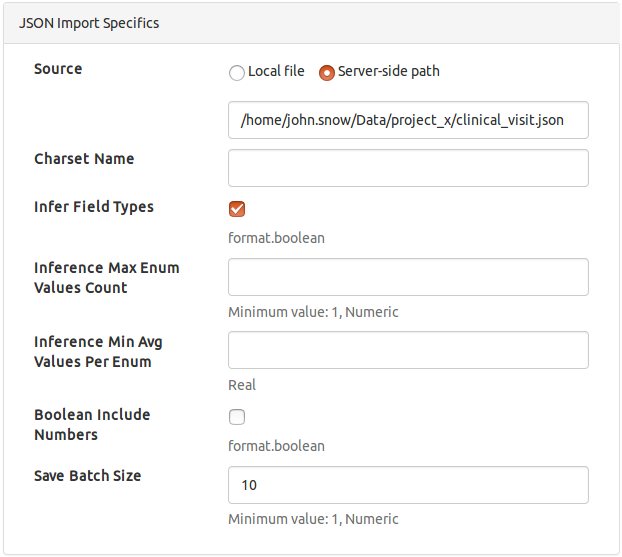 JSON Import Specifics
Source
Local file
Server-side path
/home/john.snow/Data/project_x/clinical_visit.json
Charset Name
Infer Field Types
format.boolean
Inference Max Enum
Values Count
Minimum value: 1, Numeric
Inference Min Avg
Values Per Enum
Real
Boolean Include
Numbers
format.boolean
Save Batch Size
10
Minimum value: 1, Numeric